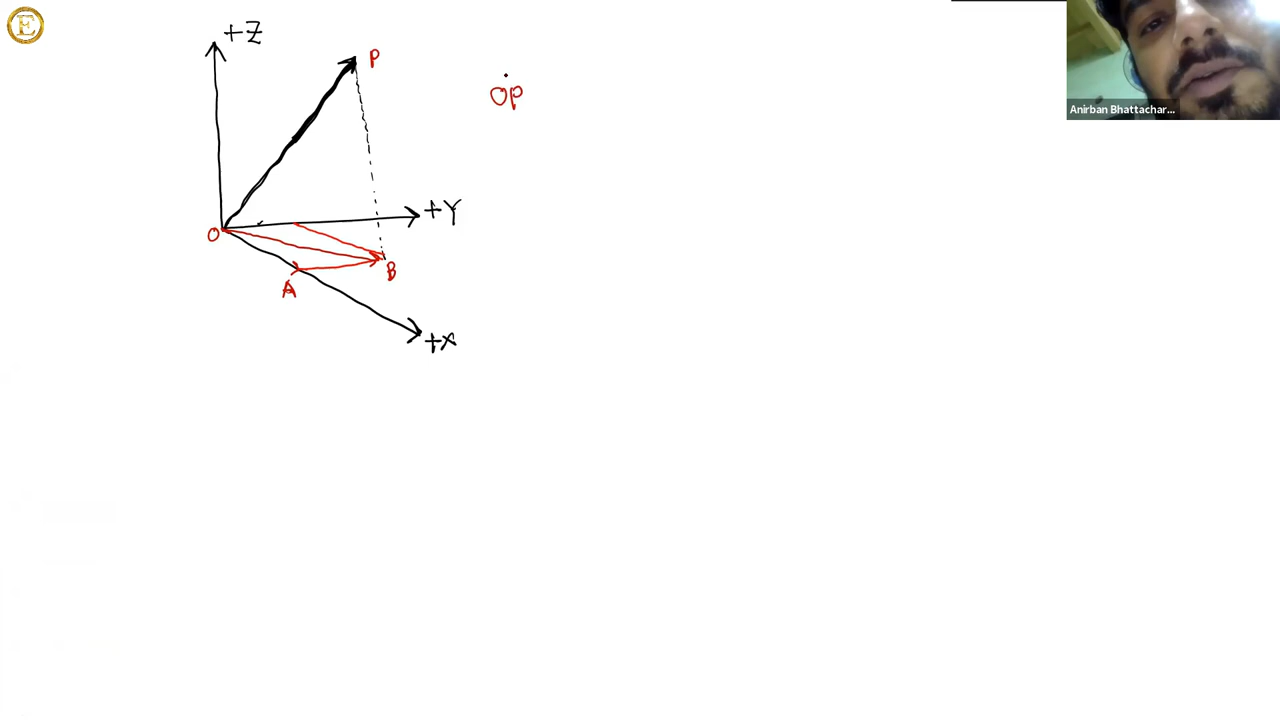 E
+Z
P
OP
Anirban Bhattachar...
+Y
O
B
A
+X